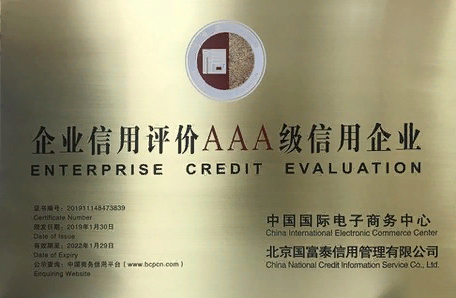 企业信用评价AAA级信用企业
ENTERPRISE CREDIT EVALUATION
证书编号：201911148473839
Certificate Number
颁发日期：2019年1月30日
Date of Issue
有效期至：2022年1月29日
Date of Expiry
公示查询：中国商务信用平台（www.bcpcn.com）
Enquiring Website
中国国际电子商务中心
China International Electronic Commerce Center
北京国富泰信用管理有限公司
China National Credit Information Service Co., Ltd.